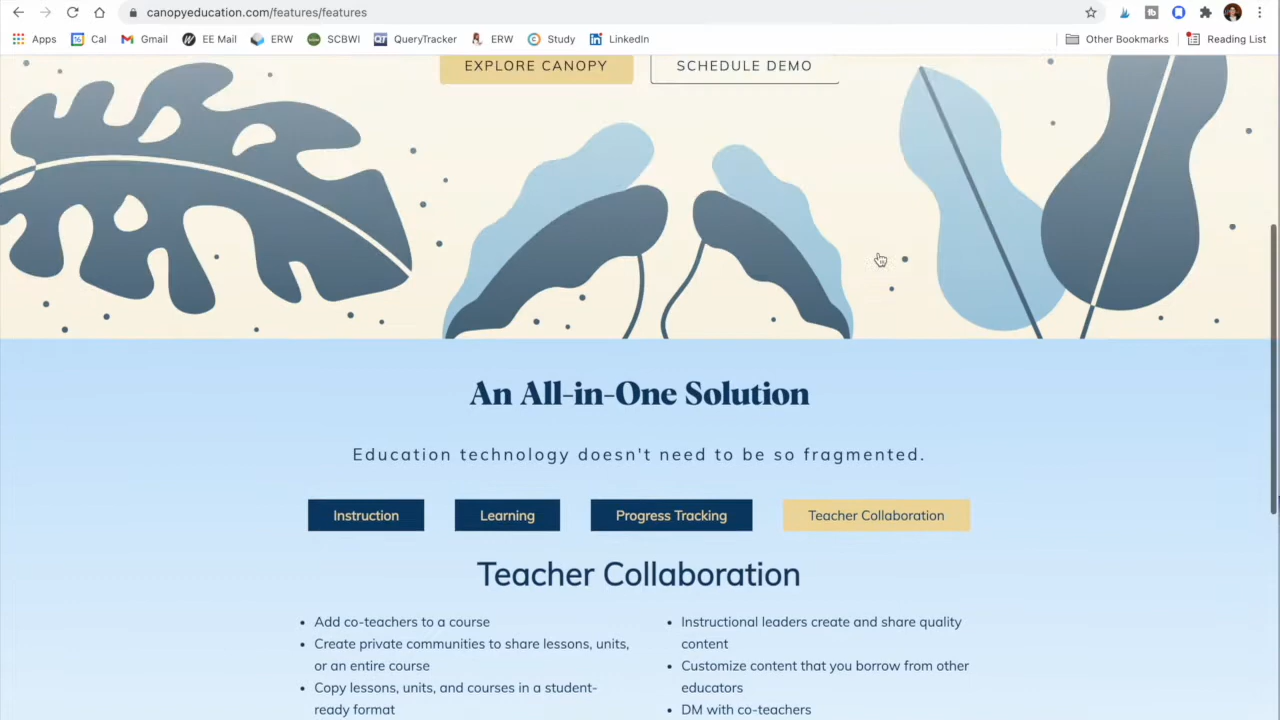 canopyeducation.com/features/features
Apps Cal Gmail EE Mail ERW SCBWI QueryTracker ERW Study LinkedIn Other Bookmarks Reading List
EXPLORE CANOPY SCHEDULE DEMO
An All-in-One Solution
Education technology doesn't need to be so fragmented.
Instruction Learning Progress Tracking Teacher Collaboration
Teacher Collaboration
• Add co-teachers to a course
• Create private communities to share lessons, units,
or an entire course
• Copy lessons, units, and courses in a student-
ready format
• Instructional leaders create and share quality
content
• Customize content that you borrow from other
educators
• DM with co-teachers